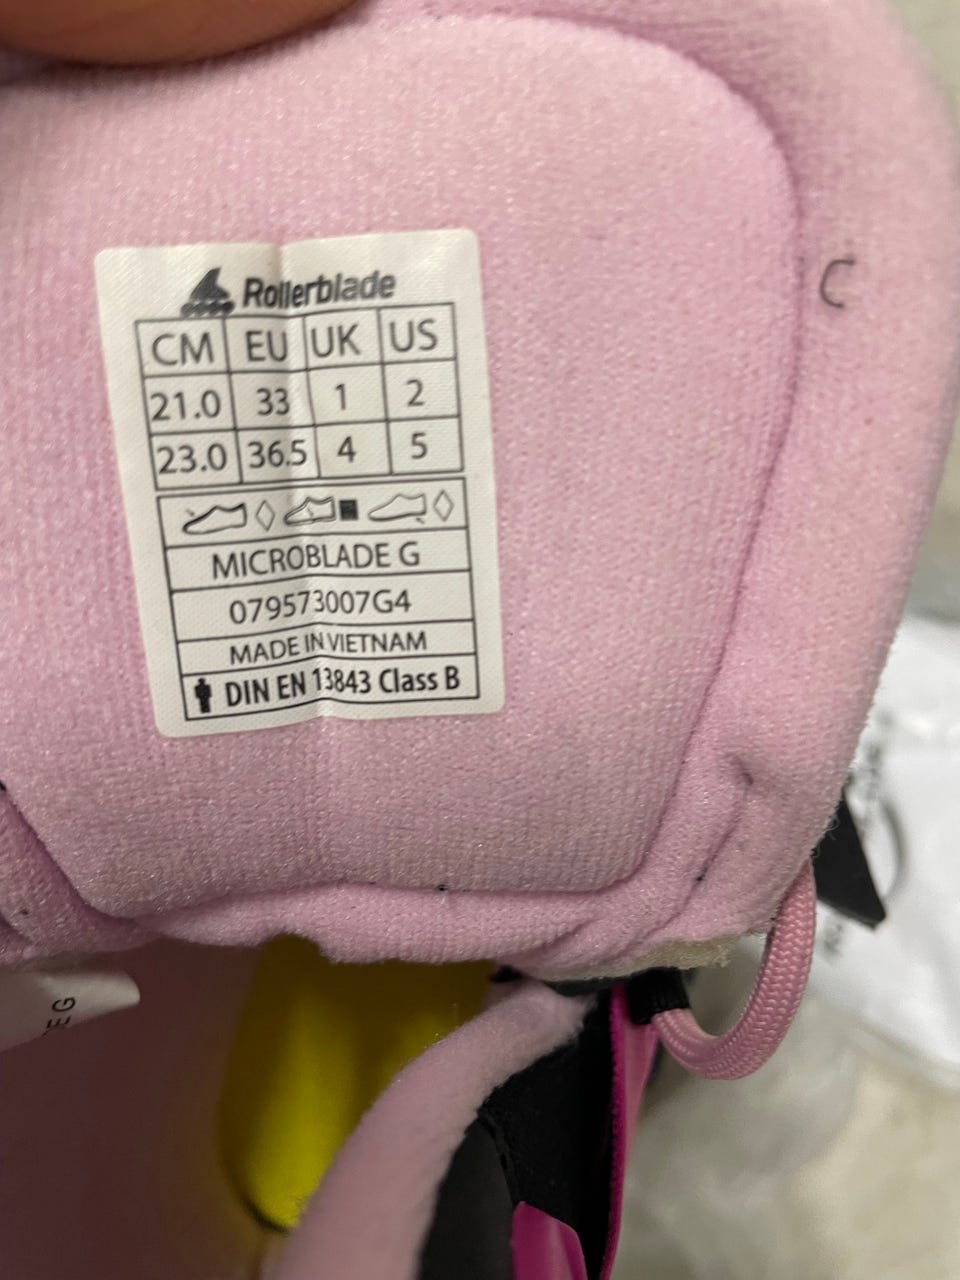 Rollerblade
CM EU UK US
21.0 33 1 2
23.0 36.5 4 5
MICROBLADE G
079573007G4
MADE IN VIETNAM
DIN EN 13843 Class B
C
E G